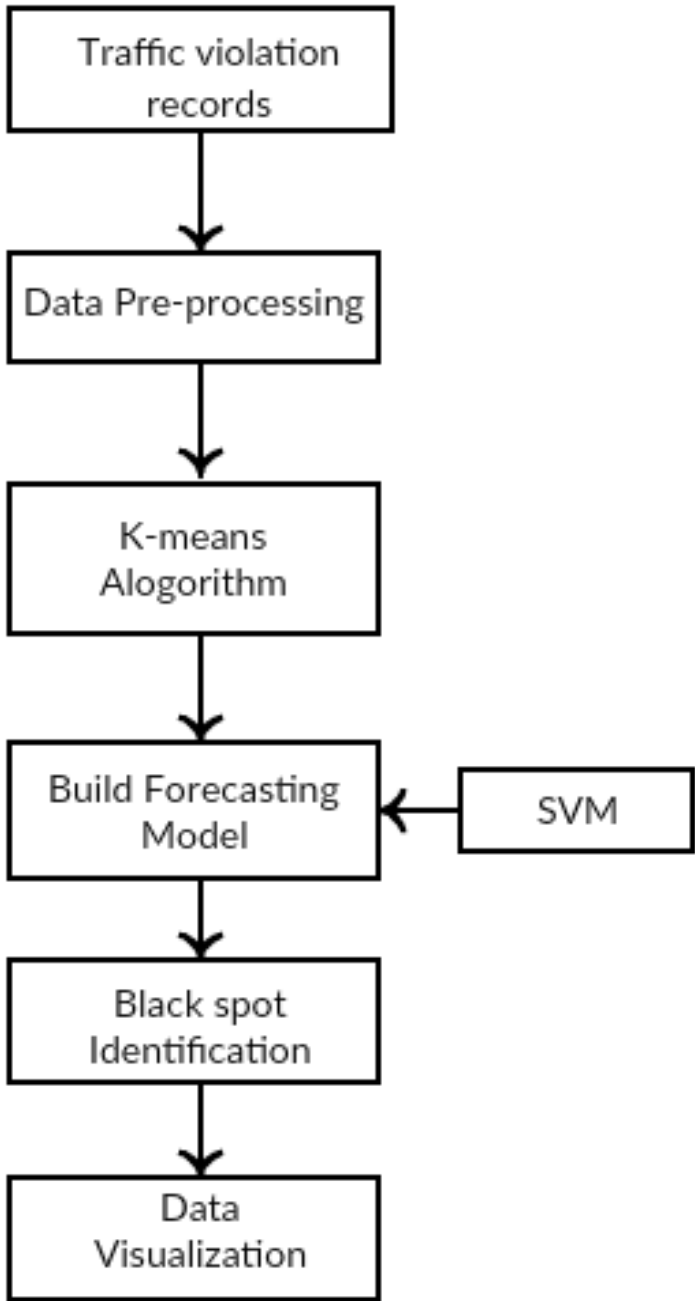 Traffic violation
records
Data Pre-processing
K-means
Alogorithm
Build Forecasting
Model
SVM
Black spot
Identification
Data
Visualization